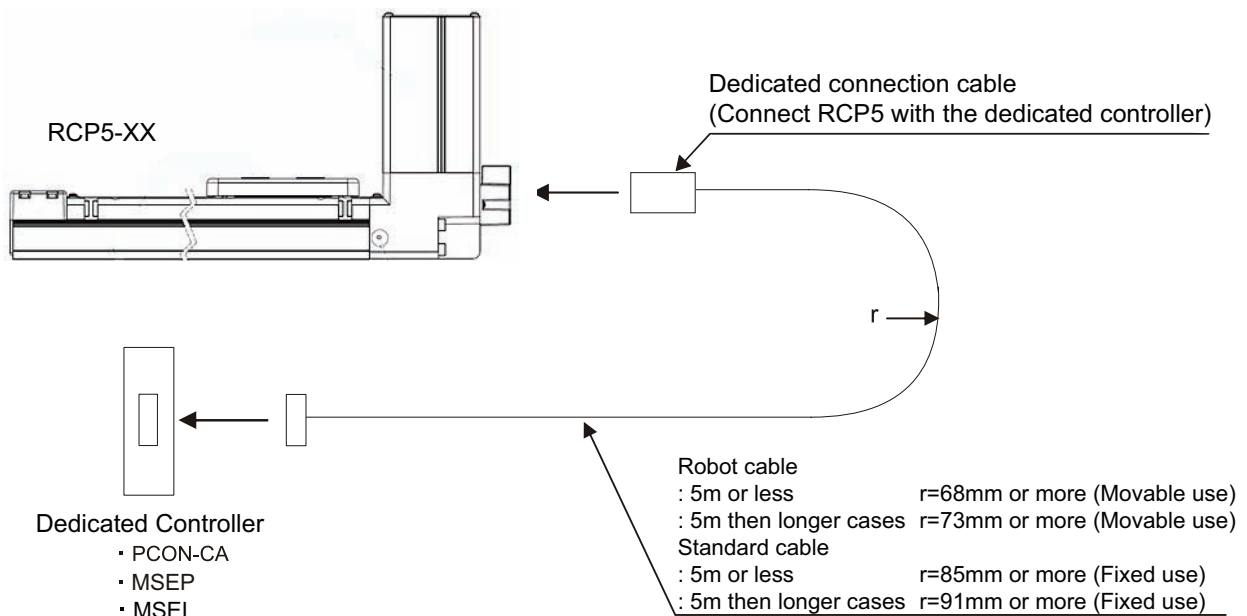 Dedicated connection cable
(Connect RCP5 with the dedicated controller)
RCP5-XX
r
Robot cable
: 5m or less r=68mm or more (Movable use)
: 5m then longer cases r=73mm or more (Movable use)
Standard cable
: 5m or less r=85mm or more (Fixed use)
: 5m then longer cases r=91mm or more (Fixed use)
Dedicated Controller
・PCON-CA
・MSEP
・MSEL